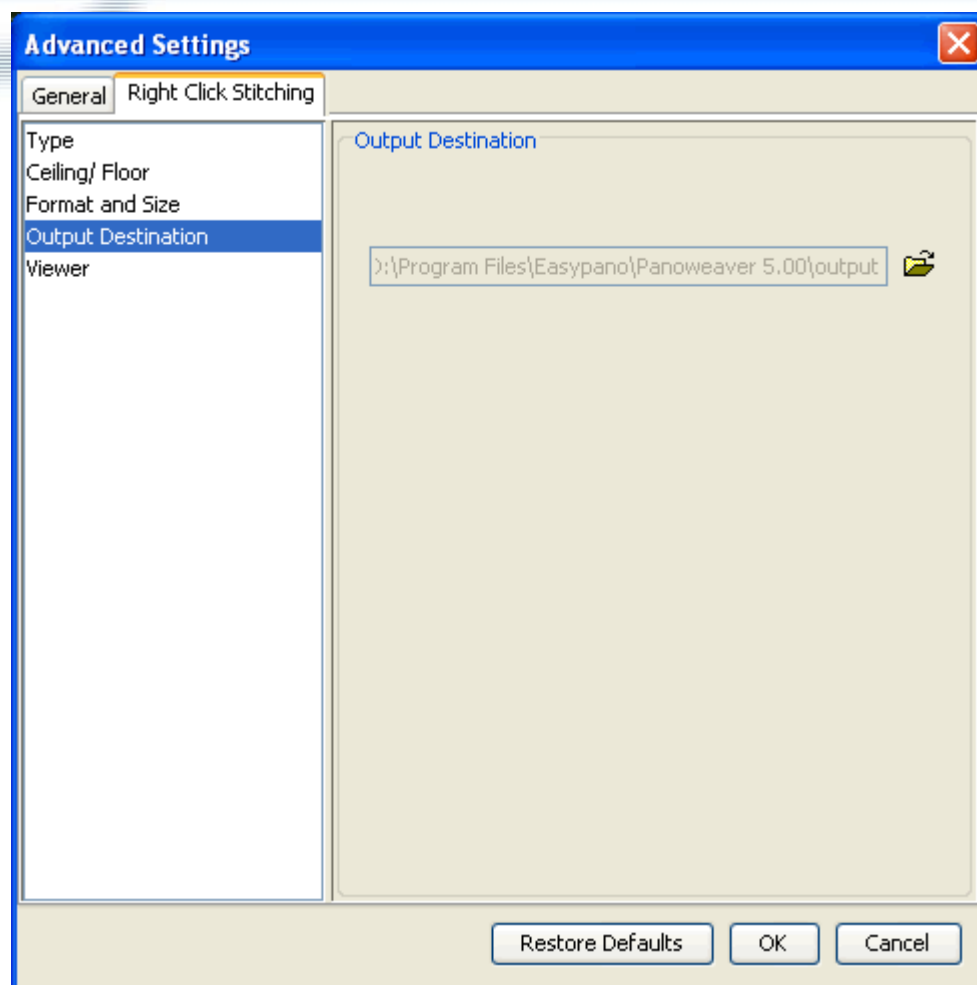 Advanced Settings
General Right Click Stitching
Type
Ceiling/ Floor
Format and Size
Output Destination
Viewer
Output Destination
:\Program Files\Easypano\Panoweaver 5.00\output
Restore Defaults OK Cancel